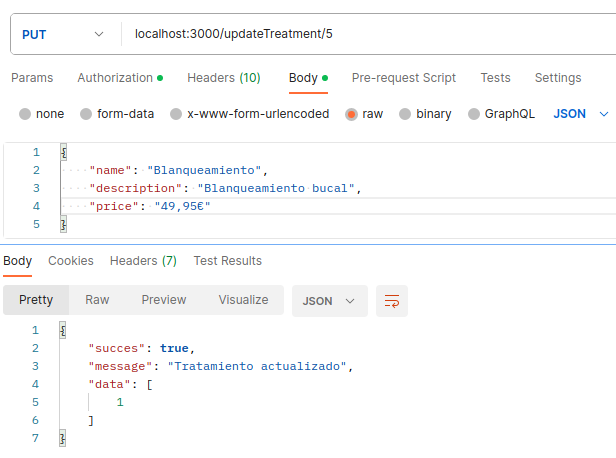 PUT localhost:3000/updateTreatment/5
Params Authorization Headers (10) Body Pre-request Script Tests Settings
none form-data x-www-form-urlencoded raw binary GraphQL JSON
1 {
2 "name": "Blanqueamiento",
3 "description": "Blanqueamiento bucal",
4 "price": "49,95€"
5 }
Body Cookies Headers (7) Test Results
Pretty Raw Preview Visualize JSON
1 {
2 "succes": true,
3 "message": "Tratamiento actualizado",
4 "data": [
5 1
6 ]
7 }